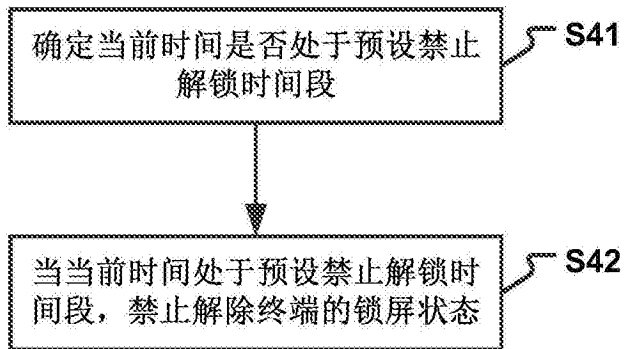 确定当前时间是否处于预设禁止
解锁时间段
S41
当当前时间处于预设禁止解锁时
间段，禁止解除终端的锁屏状态
S42